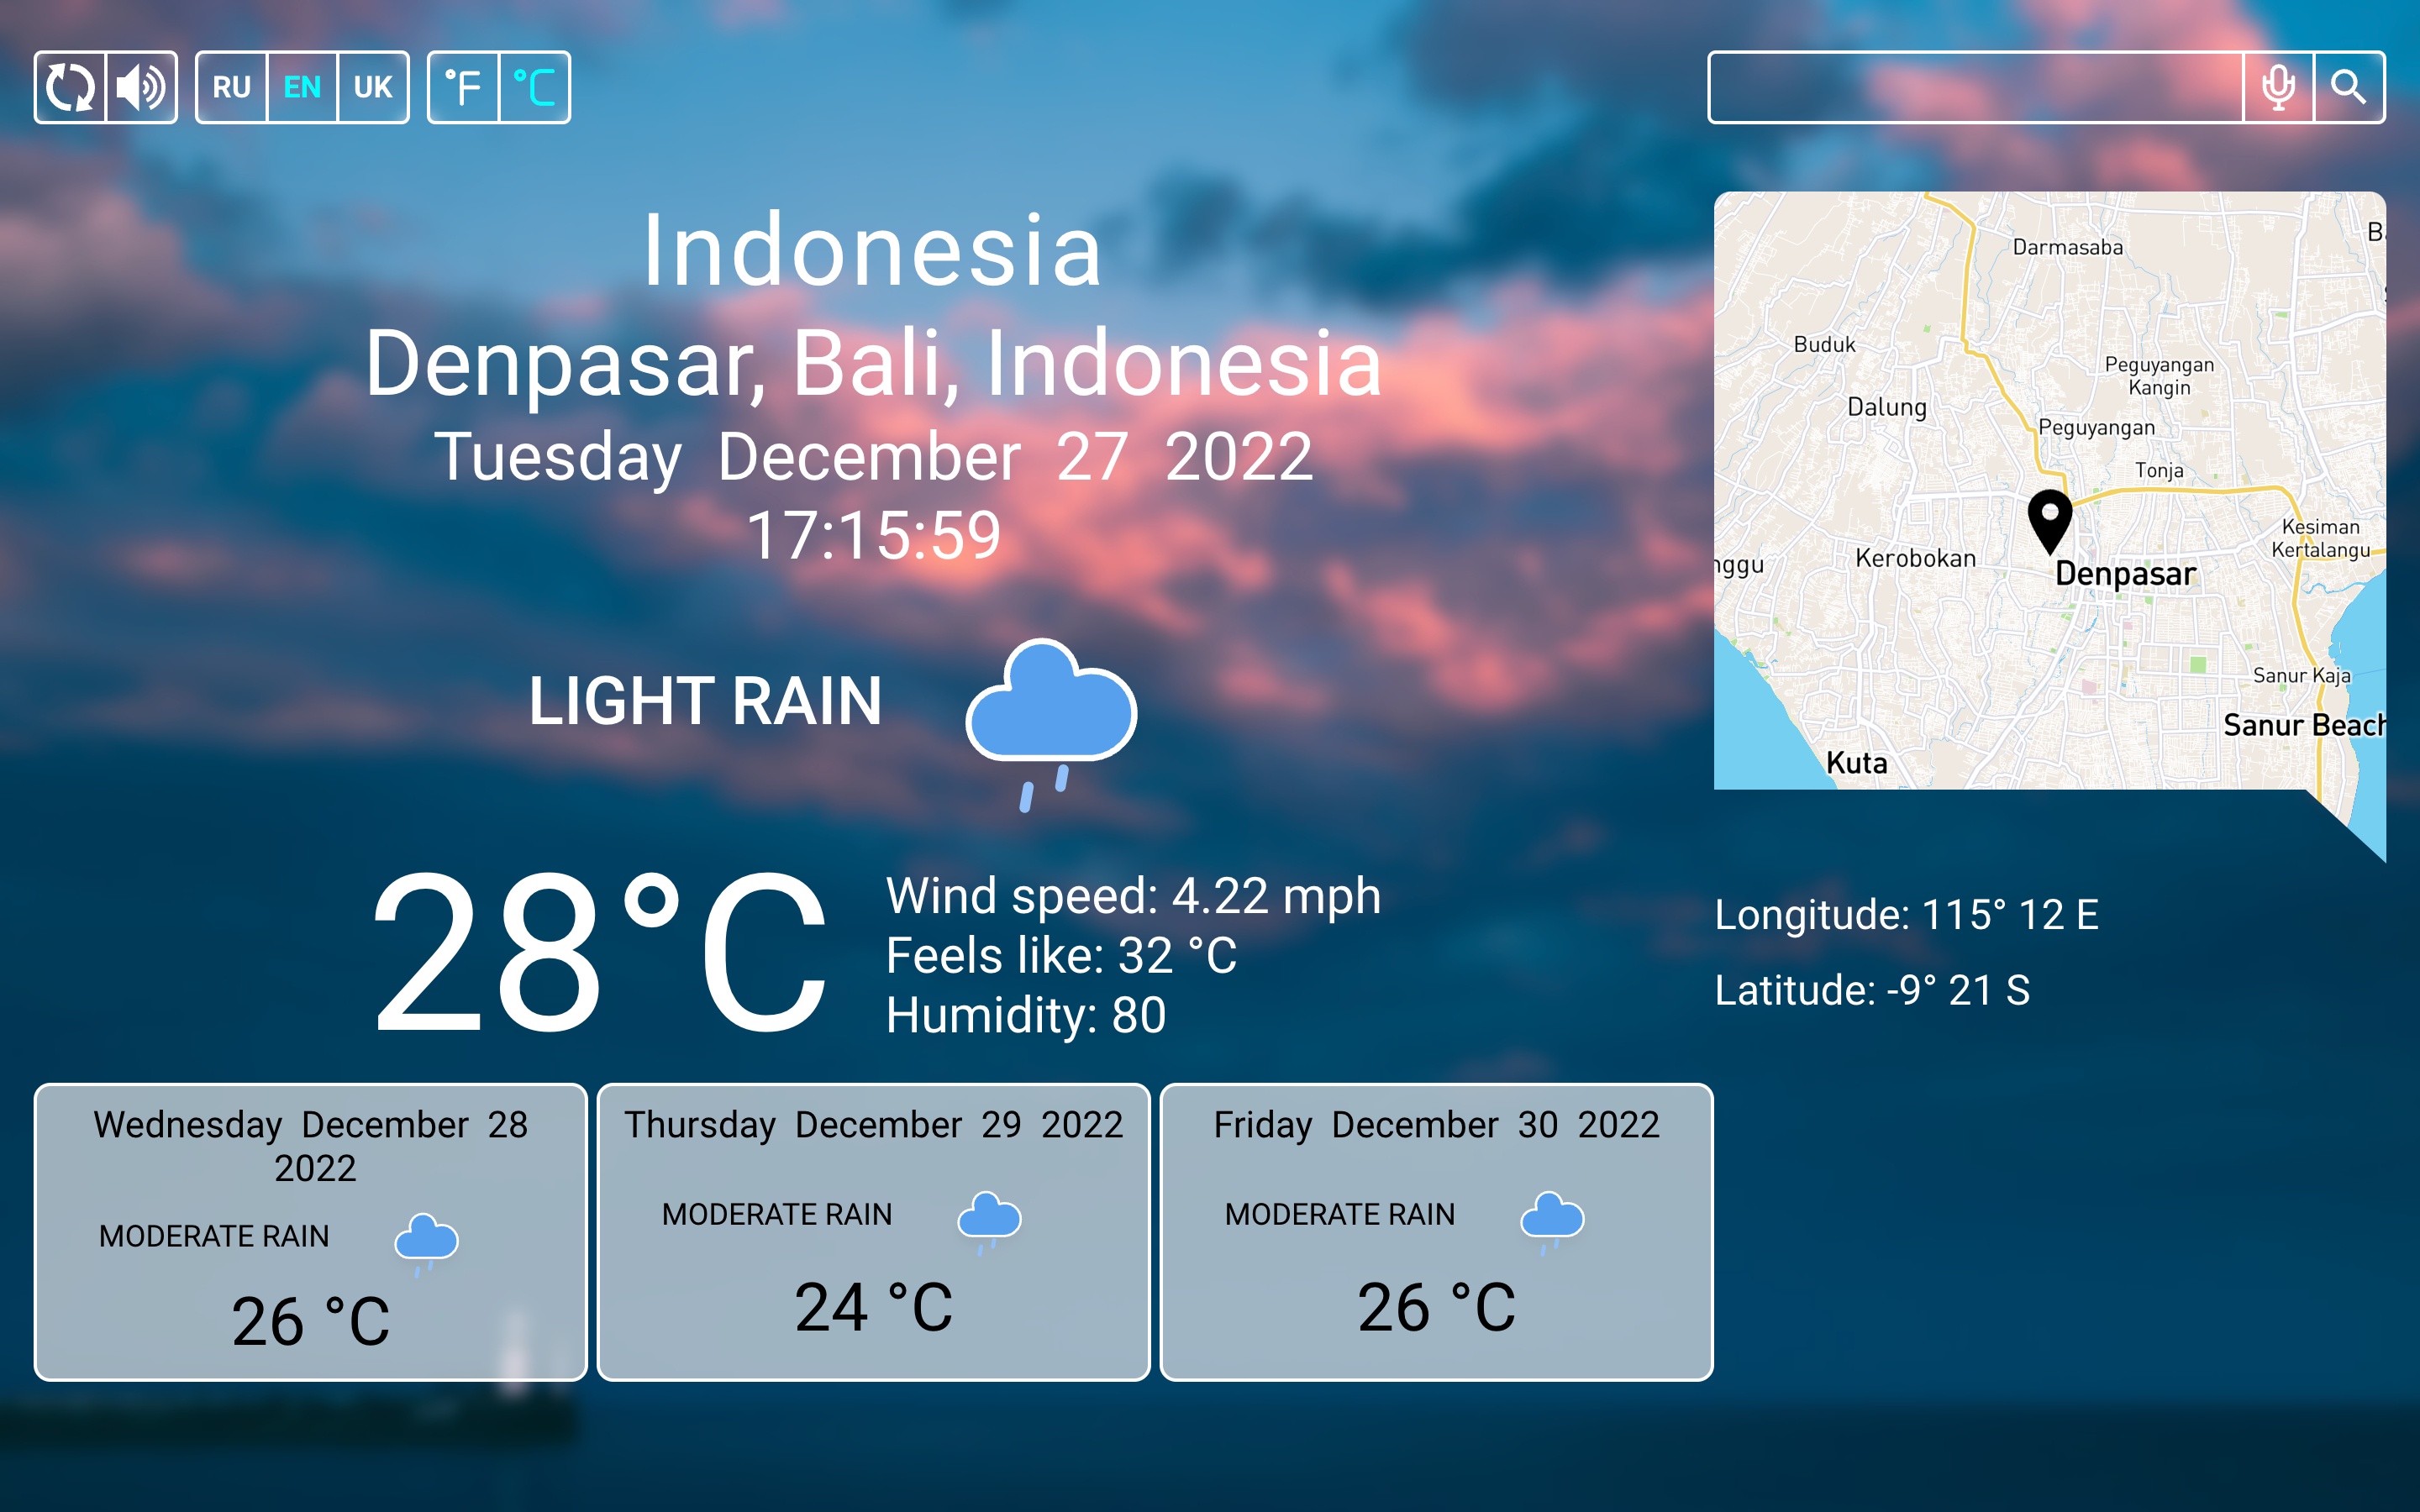 RU EN UK °F °C
Indonesia
Denpasar, Bali, Indonesia
Tuesday December 27 2022
17:15:59
LIGHT RAIN
28°C
Wind speed: 4.22 mph
Feels like: 32 °C
Humidity: 80
Darmasaba
Buduk
Peguyangan
Kangin
Dalung
Peguyangan
Tonja
Kesiman
Kertalangu
Kerobokan
nggu
Denpasar
Sanur Kaja
Sanur Beach
Kuta
Longitude: 115° 12 E
Latitude: -9° 21 S
Wednesday December 28
2022
MODERATE RAIN
26 °C
Thursday December 29 2022
MODERATE RAIN
24 °C
Friday December 30 2022
MODERATE RAIN
26 °C